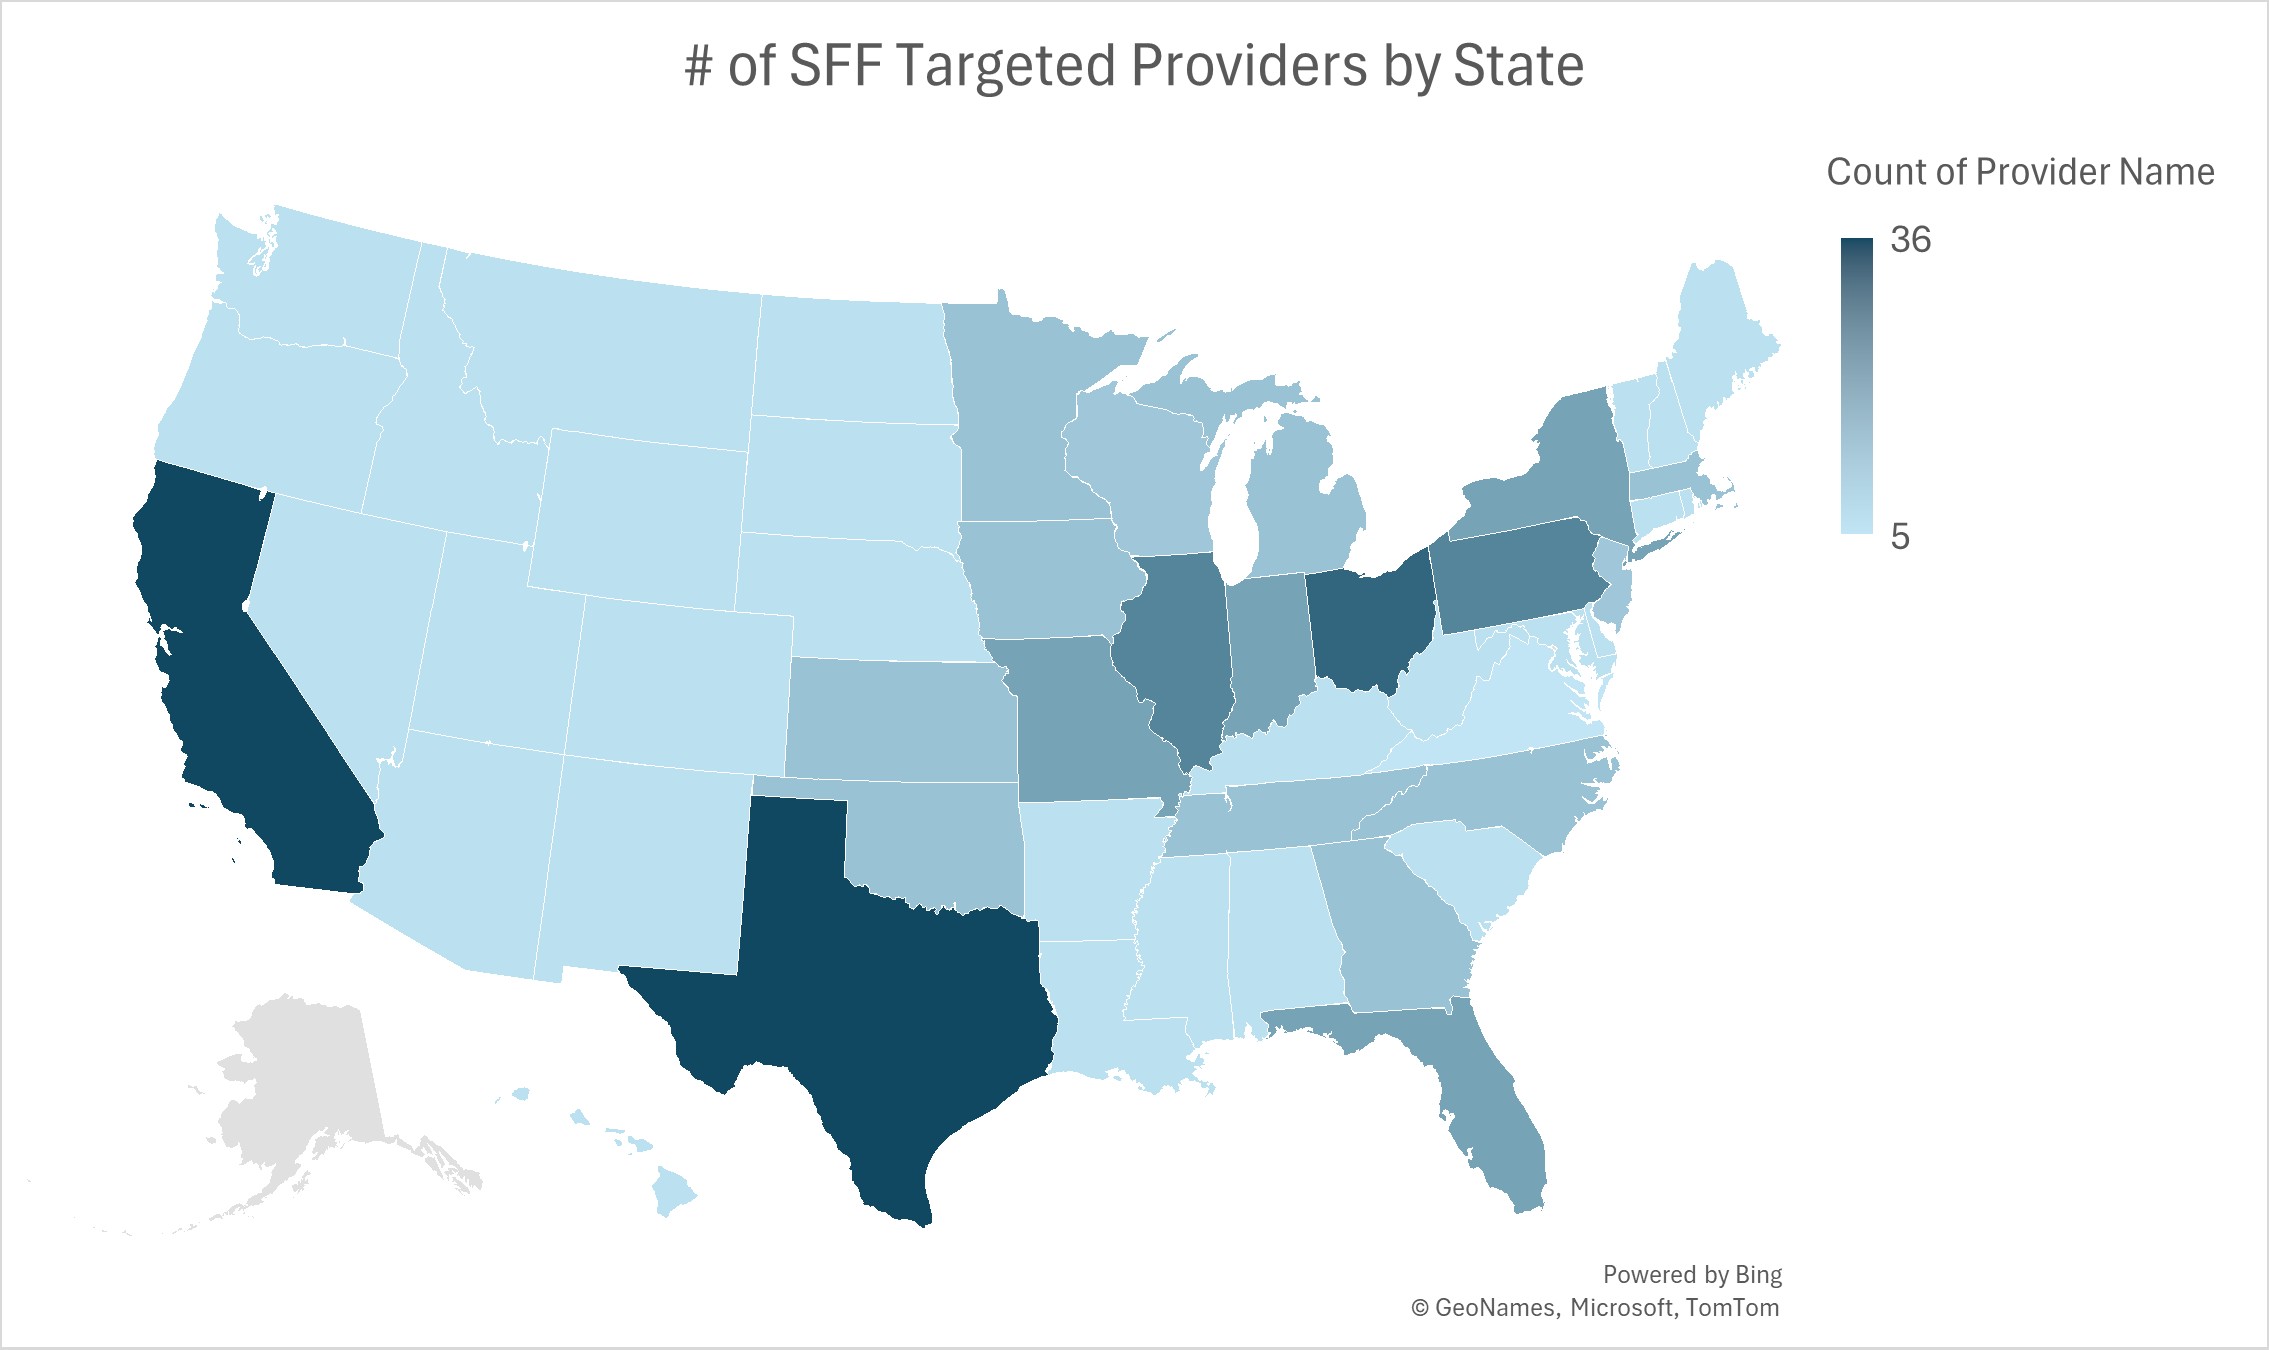 # of SFF Targeted Providers by State
Count of Provider Name
36
5
Powered by Bing
© GeoNames, Microsoft, TomTom